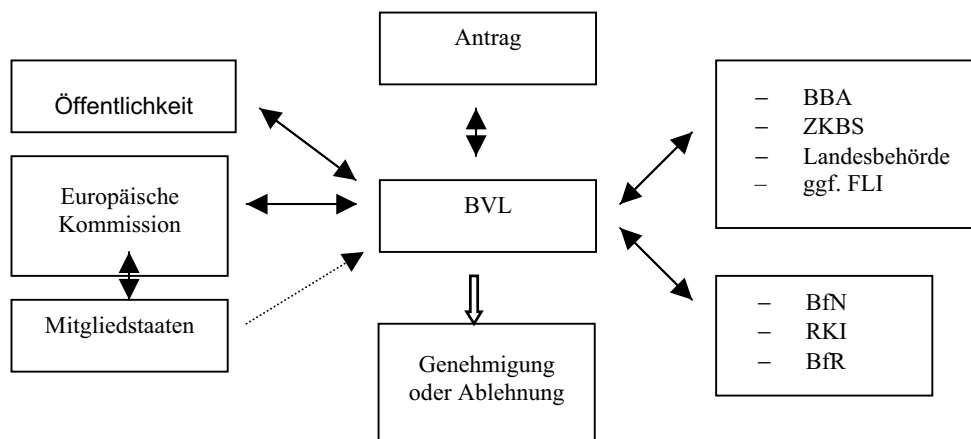 Antrag
Öffentlichkeit
Europäische
Kommission
Mitgliedstaaten
BVL
Genehmigung
oder Ablehnung
– BBA
– ZKBS
– Landesbehörde
– ggf. FLI
– BfN
– RKI
– BfR